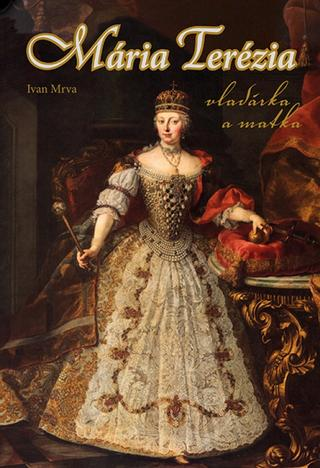 Mária Terézia
Ivan Mrva
vladárka
a matka